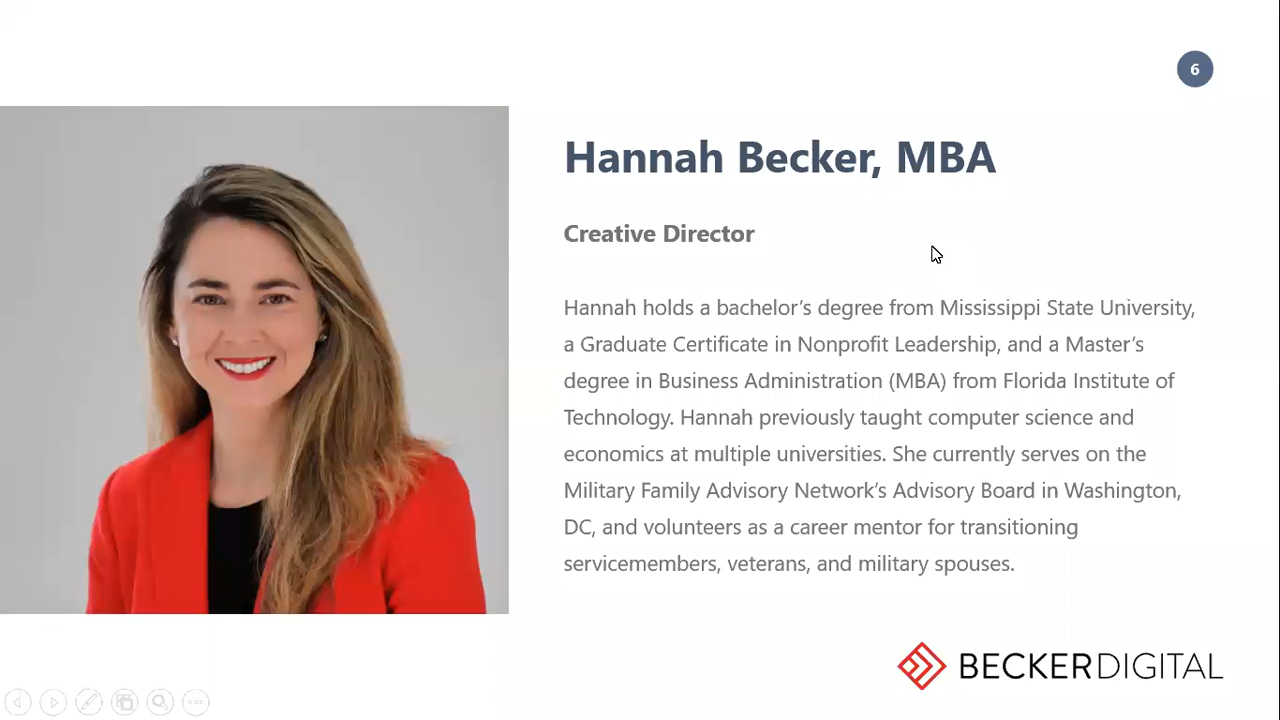 6
Hannah Becker, MBA
Creative Director
Hannah holds a bachelor’s degree from Mississippi State University,
a Graduate Certificate in Nonprofit Leadership, and a Master’s
degree in Business Administration (MBA) from Florida Institute of
Technology. Hannah previously taught computer science and
economics at multiple universities. She currently serves on the
Military Family Advisory Network’s Advisory Board in Washington,
DC, and volunteers as a career mentor for transitioning
servicemembers, veterans, and military spouses.
BECKERDIGITAL